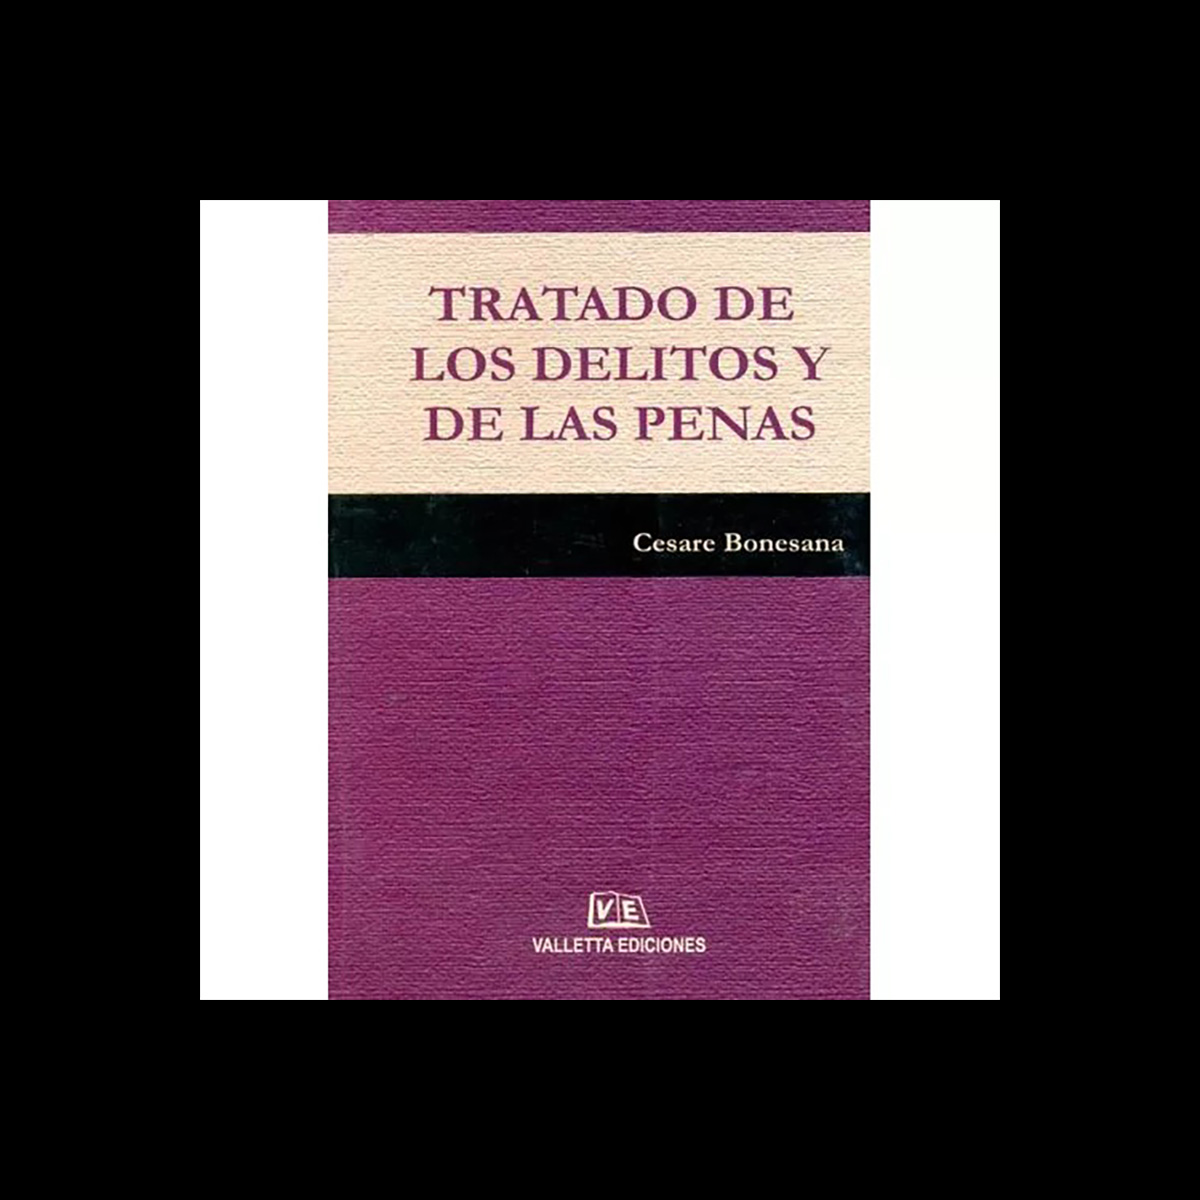 TRATADO DE
LOS DELITOS Y
DE LAS PENAS
Cesare Bonesana
VE
VALLETTA EDICIONES